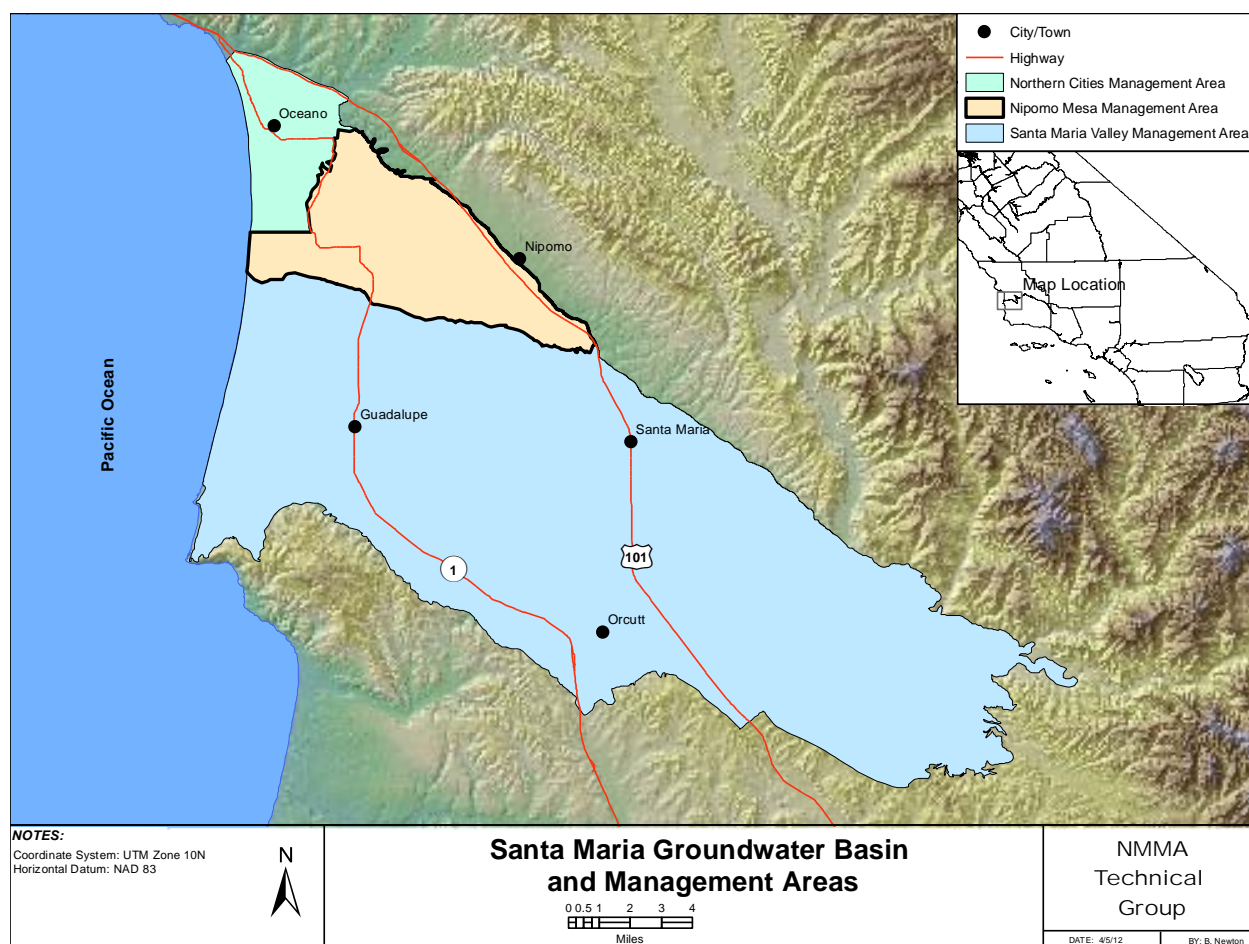 City/Town
Highway
Northern Cities Management Area
Nipomo Mesa Management Area
Santa Maria Valley Management Area
Map Location
Oceano
Nipomo
Pacific Ocean
Guadalupe
Santa Maria
101
1
Orcutt
NOTES:
Coordinate System: UTM Zone 10N
Horizontal Datum: NAD 83
N
Santa Maria Groundwater Basin
and Management Areas
0 0.5 1 2 3 4
Miles
NMMA
Technical
Group
DATE: 4/5/12
BY: B. Newton